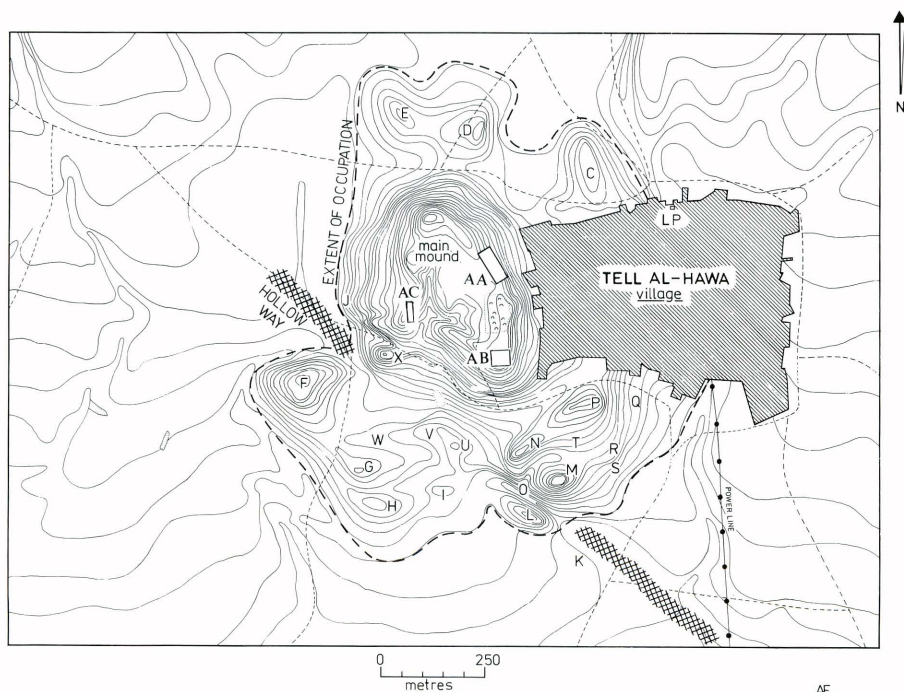 N
E
D
C
EXTENT OF OCCUPATION
LP
main
mound
AA
TELL AL-HAWA
village
AC
HOLLOW
WAY
X
AB
F
P
Q
W
V
U
N
T
R
G
M
S
O
H
I
L
POWER LINE
K
0 250
metres
AF